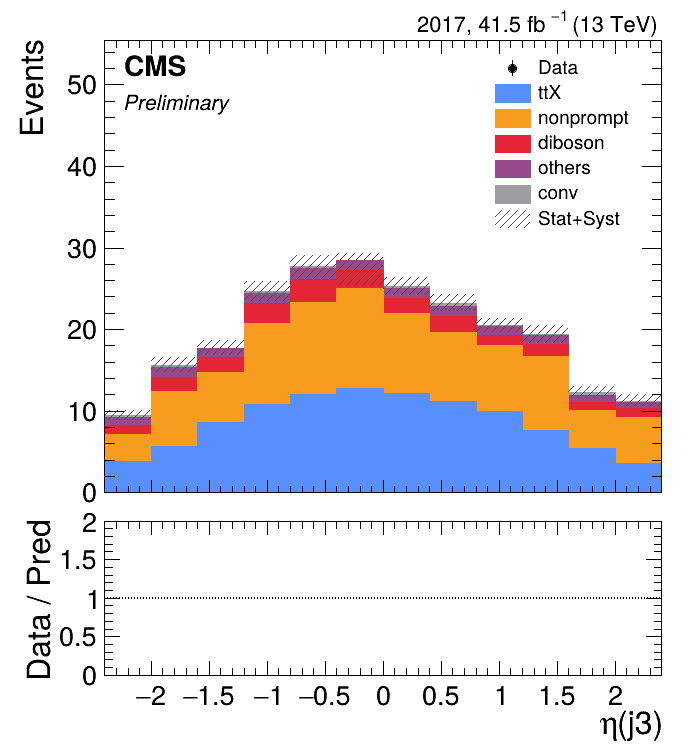 2017, 41.5 fb⁻¹ (13 TeV)
CMS
Preliminary
Data
ttX
nonprompt
diboson
others
conv
Stat+Syst
Events
50
40
30
20
10
0
Data / Pred
2
1.5
1
0.5
0
−2 −1.5 −1 −0.5 0 0.5 1 1.5 2
η(j3)